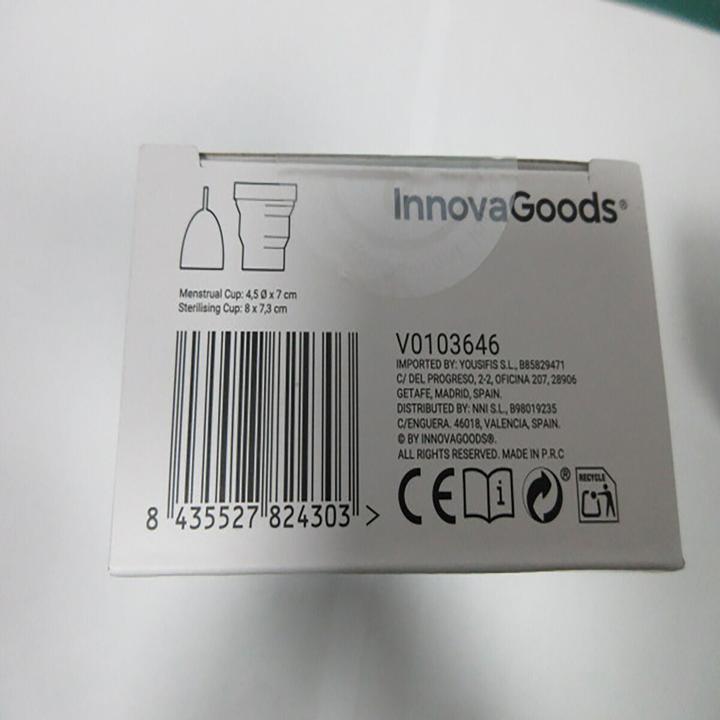 InnovaGoods®
Menstrual Cup: 4,5 Ø x 7 cm
Sterilising Cup: 8 x 7,3 cm
8 435527 824303 >
V0103646
IMPORTED BY: YOUSIFIS S.L., B85829471
C/ DEL PROGRESO, 2-2, OFICINA 207, 28906
GETAFE, MADRID, SPAIN.
DISTRIBUTED BY: NNI S.L., B98019235
C/ENGUERA. 46018, VALENCIA, SPAIN.
© BY INNOVAGOODS®.
ALL RIGHTS RESERVED. MADE IN P.R.C
CE i ® RECYCLE